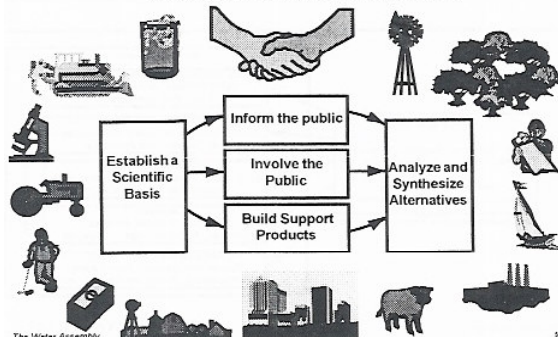 Inform the public
Establish a
Scientific
Basis
Involve the
Public
Analyze and
Synthesize
Alternatives
Build Support
Products
The Water Assembly